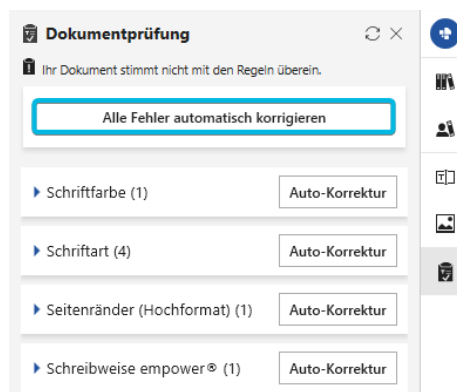 Dokumentprüfung
Ihr Dokument stimmt nicht mit den Regeln überein.
Alle Fehler automatisch korrigieren
Schriftfarbe (1) Auto-Korrektur
Schriftart (4) Auto-Korrektur
Seitenränder (Hochformat) (1) Auto-Korrektur
Schreibweise empower® (1) Auto-Korrektur